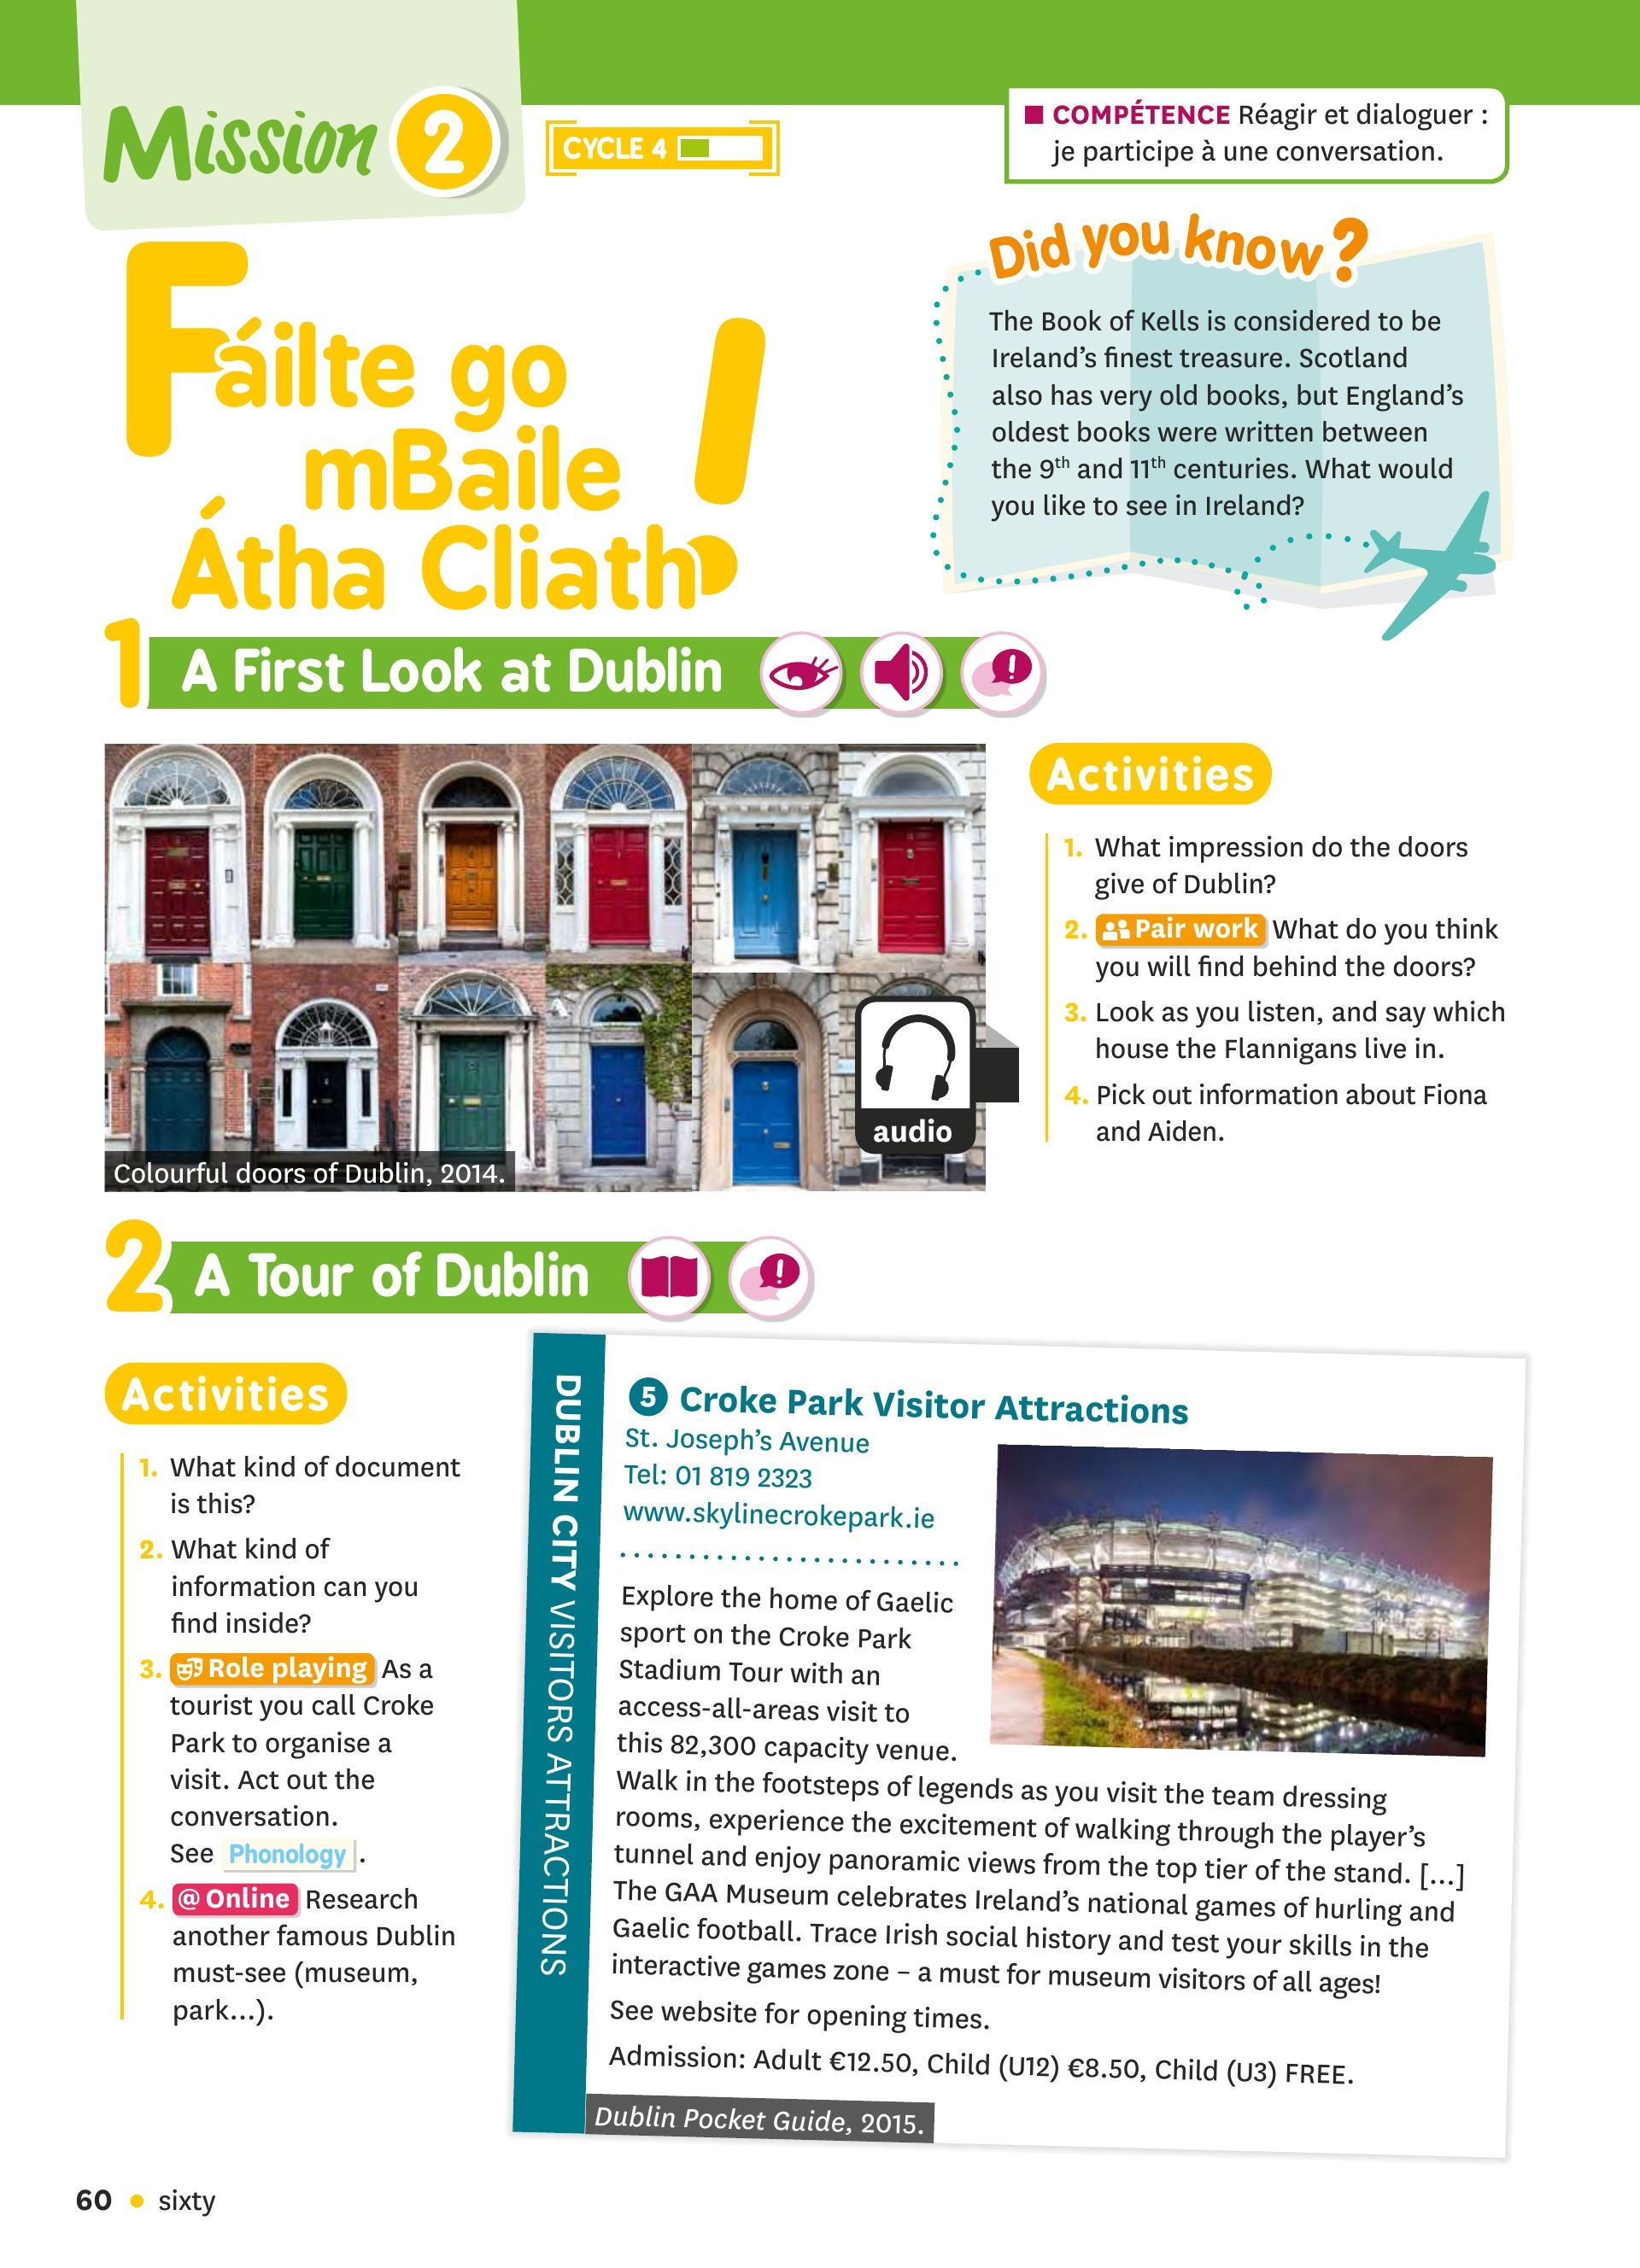 Mission 2
CYCLE 4
■ COMPÉTENCE Réagir et dialoguer :
je participe à une conversation.
Fáilte go
mBaile
Átha Cliath!
Did you know?
The Book of Kells is considered to be
Ireland's finest treasure. Scotland
also has very old books, but England's
oldest books were written between
the 9th and 11th centuries. What would
you like to see in Ireland?
1 A First Look at Dublin
Colourful doors of Dublin, 2014.
audio
Activities
1. What impression do the doors
give of Dublin?
2. Pair work What do you think
you will find behind the doors?
3. Look as you listen, and say which
house the Flannigans live in.
4. Pick out information about Fiona
and Aiden.
2 A Tour of Dublin
Activities
1. What kind of document
is this?
2. What kind of
information can you
find inside?
3. Role playing As a
tourist you call Croke
Park to organise a
visit. Act out the
conversation.
See Phonology.
4. @ Online Research
another famous Dublin
must-see (museum,
park...).
DUBLIN CITY VISITORS ATTRACTIONS
5 Croke Park Visitor Attractions
St. Joseph's Avenue
Tel: 01 819 2323
www.skylinecrokepark.ie
Explore the home of Gaelic
sport on the Croke Park
Stadium Tour with an
access-all-areas visit to
this 82,300 capacity venue.
Walk in the footsteps of legends as you visit the team dressing
rooms, experience the excitement of walking through the player's
tunnel and enjoy panoramic views from the top tier of the stand. [...]
The GAA Museum celebrates Ireland's national games of hurling and
Gaelic football. Trace Irish social history and test your skills in the
interactive games zone – a must for museum visitors of all ages!
See website for opening times.
Admission: Adult €12.50, Child (U12) €8.50, Child (U3) FREE.
Dublin Pocket Guide, 2015.
60 • sixty